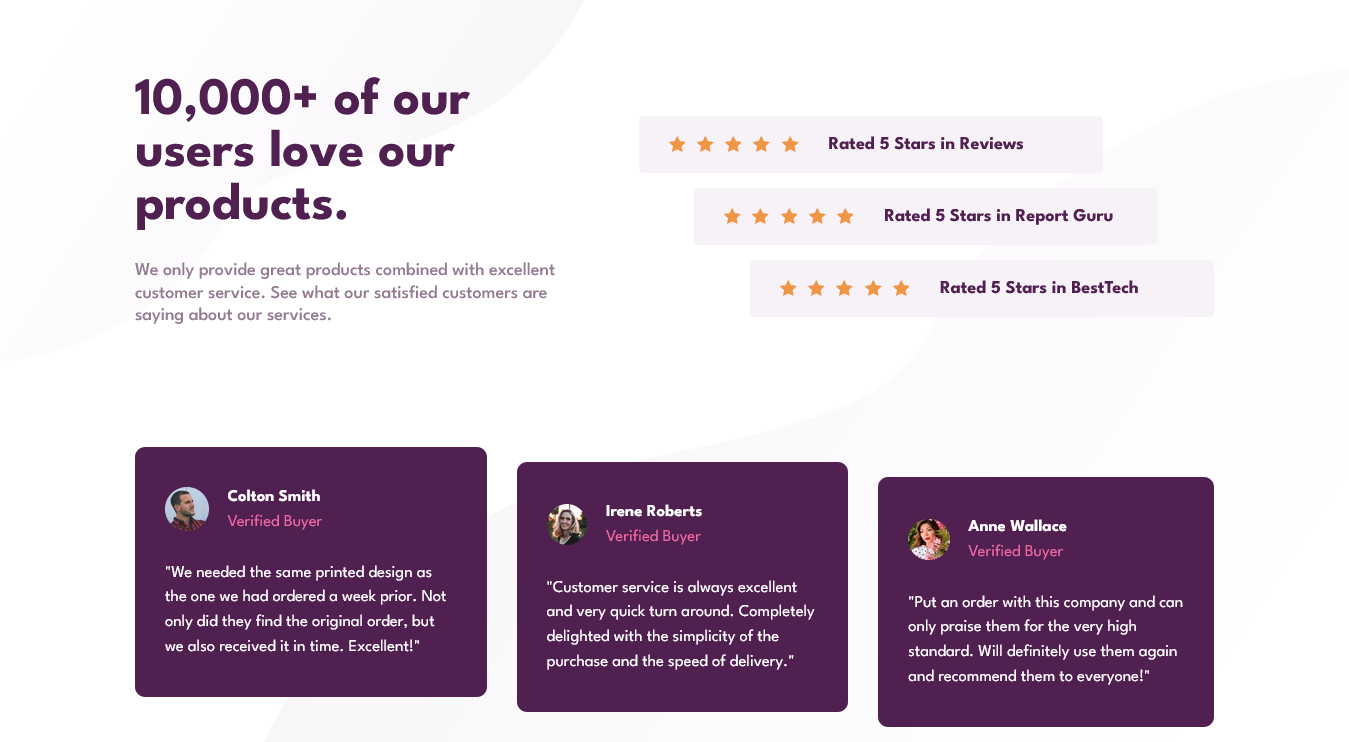 10,000+ of our
users love our
products.
We only provide great products combined with excellent
customer service. See what our satisfied customers are
saying about our services.
Rated 5 Stars in Reviews
Rated 5 Stars in Report Guru
Rated 5 Stars in BestTech
Colton Smith
Verified Buyer
"We needed the same printed design as
the one we had ordered a week prior. Not
only did they find the original order, but
we also received it in time. Excellent!"
Irene Roberts
Verified Buyer
"Customer service is always excellent
and very quick turn around. Completely
delighted with the simplicity of the
purchase and the speed of delivery."
Anne Wallace
Verified Buyer
"Put an order with this company and can
only praise them for the very high
standard. Will definitely use them again
and recommend them to everyone!"